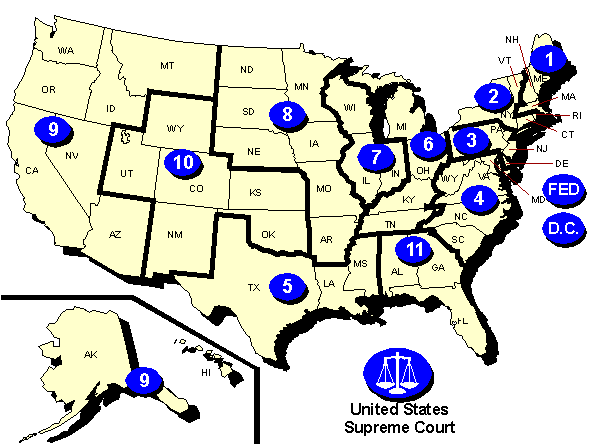 NH
WA
VT
1
MT
ND
MN
ME
OR
SD
WI
2
MA
ID
8
NY
RI
9
WY
MI
6
3
PA
CT
NV
NE
IA
7
NJ
CA
UT
10
CO
IL
IN
OH
DE
KS
MO
WY
VA
4
MD
FED
KY
NC
D.C.
AZ
NM
OK
AR
TN
SC
11
MS
AL
GA
TX
5
LA
FL
AK
HI
9
United States
Supreme Court